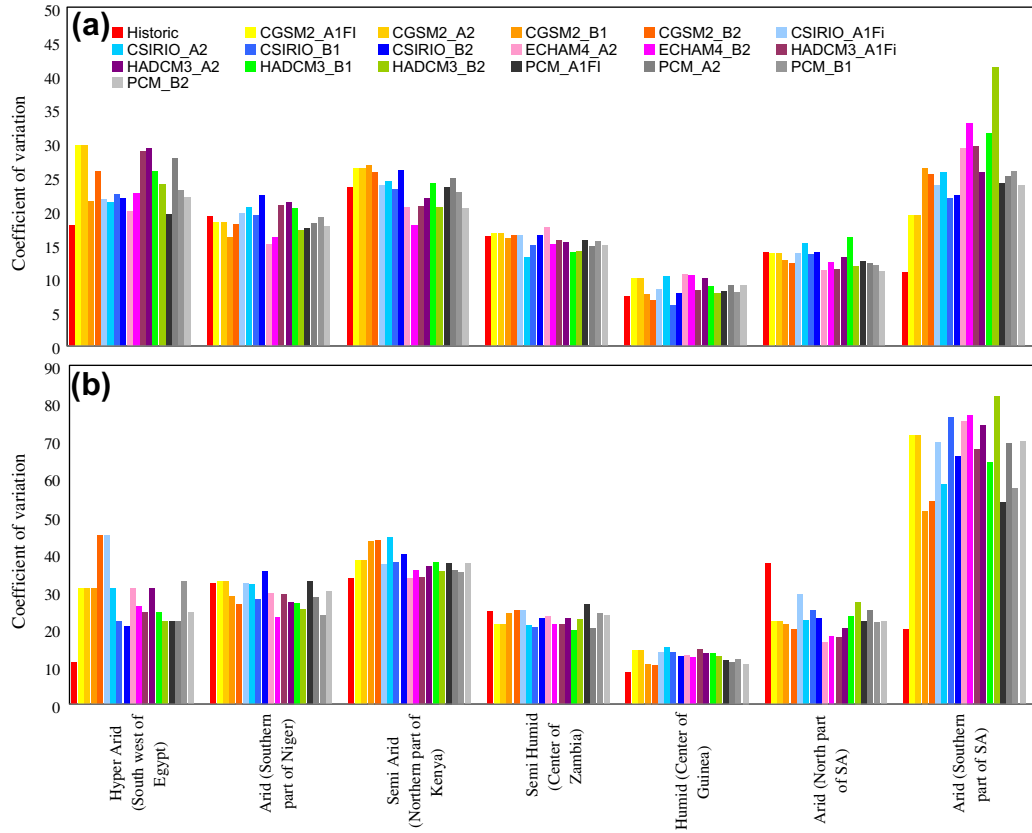 (a)
Coefficient of variation
50
45
40
35
30
25
20
15
10
5
0
Historic CGSM2_A1FI CGSM2_A2 CGSM2_B1 CGSM2_B2 CSIRIO_A1Fi
CSIRIO_A2 CSIRIO_B1 CSIRIO_B2 ECHAM4_A2 ECHAM4_B2 HADCM3_A1Fi
HADCM3_A2 HADCM3_B1 HADCM3_B2 PCM_A1FI PCM_A2 PCM_B1
PCM_B2
(b)
Coefficient of variation
90
80
70
60
50
40
30
20
10
0
Hyper Arid
(South west of
Egypt)
Arid (Southern
part of Niger)
Semi Arid
(Northern part of
Kenya)
Semi Humid
(Center of
Zambia)
Humid (Center of
Guinea)
Arid (North part
of SA)
Arid (Southern
part of SA)